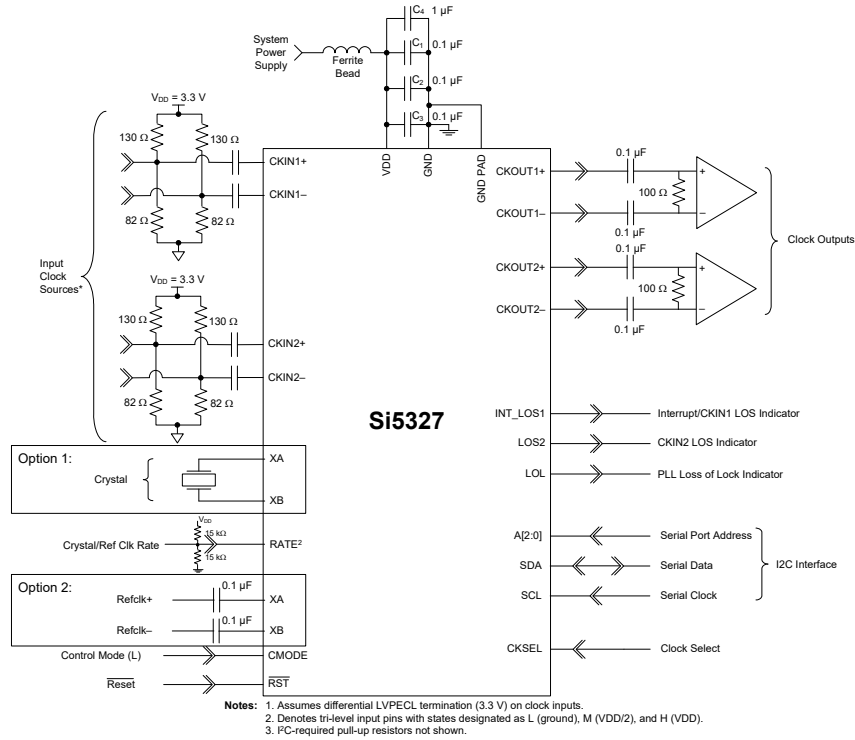 C4 1 µF
System
Power
Supply
Ferrite
Bead
C1 0.1 µF
C2 0.1 µF
C3 0.1 µF
VDD
GND
GND PAD
VDD = 3.3 V
130 Ω
130 Ω
CKIN1+
CKIN1–
82 Ω
82 Ω
Input
Clock
Sources*
VDD = 3.3 V
130 Ω
130 Ω
CKIN2+
CKIN2–
82 Ω
82 Ω
Option 1:
Crystal
XA
XB
VDD
15 kΩ
Crystal/Ref Clk Rate
RATE2
15 kΩ
Option 2:
0.1 µF
Refclk+
XA
0.1 µF
Refclk–
XB
Control Mode (L)
CMODE
Reset
RST
Si5327
0.1 µF
CKOUT1+
+
100 Ω
CKOUT1–
–
0.1 µF
0.1 µF
CKOUT2+
+
100 Ω
CKOUT2–
–
0.1 µF
Clock Outputs
INT_LOS1
Interrupt/CKIN1 LOS Indicator
LOS2
CKIN2 LOS Indicator
LOL
PLL Loss of Lock Indicator
A[2:0]
Serial Port Address
SDA
Serial Data
SCL
Serial Clock
I2C Interface
CKSEL
Clock Select
Notes: 1. Assumes differential LVPECL termination (3.3 V) on clock inputs.
2. Denotes tri-level input pins with states designated as L (ground), M (VDD/2), and H (VDD).
3. I²C-required pull-up resistors not shown.